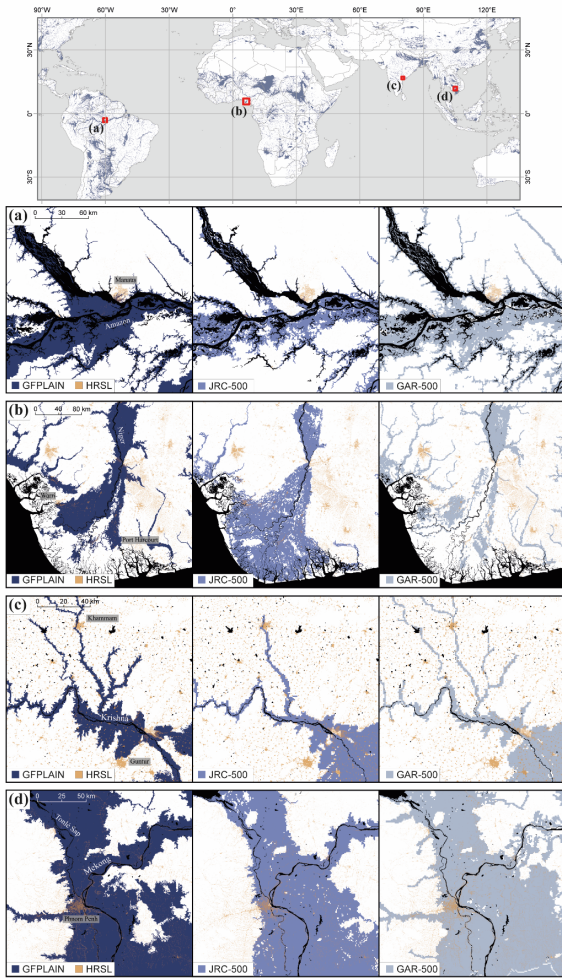 90°W 60°W 30°W 0° 30°E 60°E 90°E 120°E
30°N 30°N
0° 0°
30°S 30°S
(a) (b) (c) (d)
(a)
0 30 60 km
Manaus
Amazon
GFPLAIN HRSL JRC-500 GAR-500
(b)
0 40 80 km
Niger
Warri
Port Harcourt
GFPLAIN HRSL JRC-500 GAR-500
(c)
0 20 40 km
Khammam
Krishna
Guntur
GFPLAIN HRSL JRC-500 GAR-500
(d)
0 25 50 km
Tonle Sap
Mekong
Phnom Penh
GFPLAIN HRSL JRC-500 GAR-500